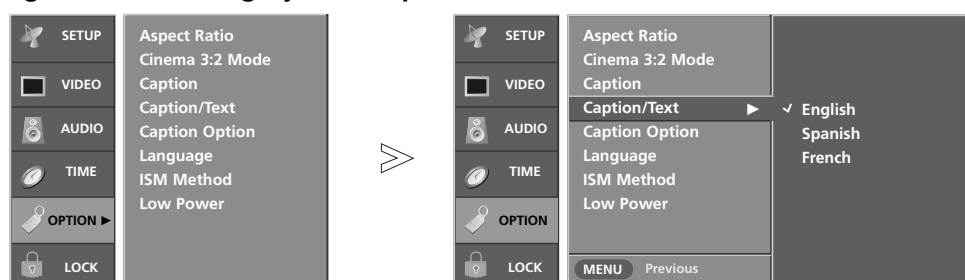 SETUP
VIDEO
AUDIO
TIME
OPTION ►
LOCK
Aspect Ratio
Cinema 3:2 Mode
Caption
Caption/Text
Caption Option
Language
ISM Method
Low Power
>
SETUP
VIDEO
AUDIO
TIME
OPTION
LOCK
Aspect Ratio
Cinema 3:2 Mode
Caption
Caption/Text ►
Caption Option
Language
ISM Method
Low Power
MENU Previous
✓ English
Spanish
French